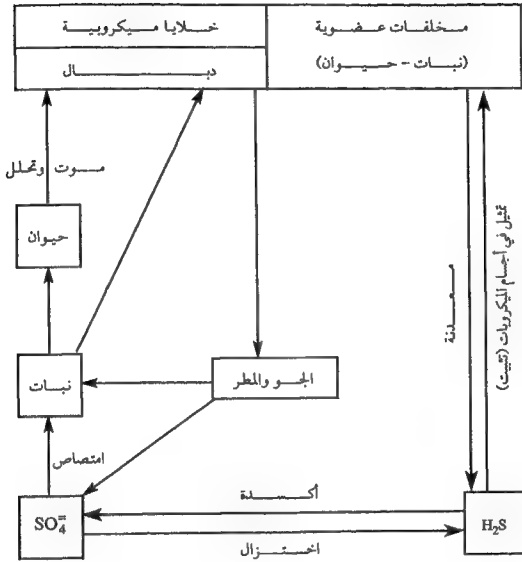 خلايا ميكروبية
مخلفات عضوية
دبال
(نبات - حيوان)
موت وتحلل
حيوان
معدنة
تمثيل في أجسام الميكروبات (تثبيت)
نبات
الجو والمطر
امتصاص
أكسدة
SO₄⁼
H₂S
اختزال